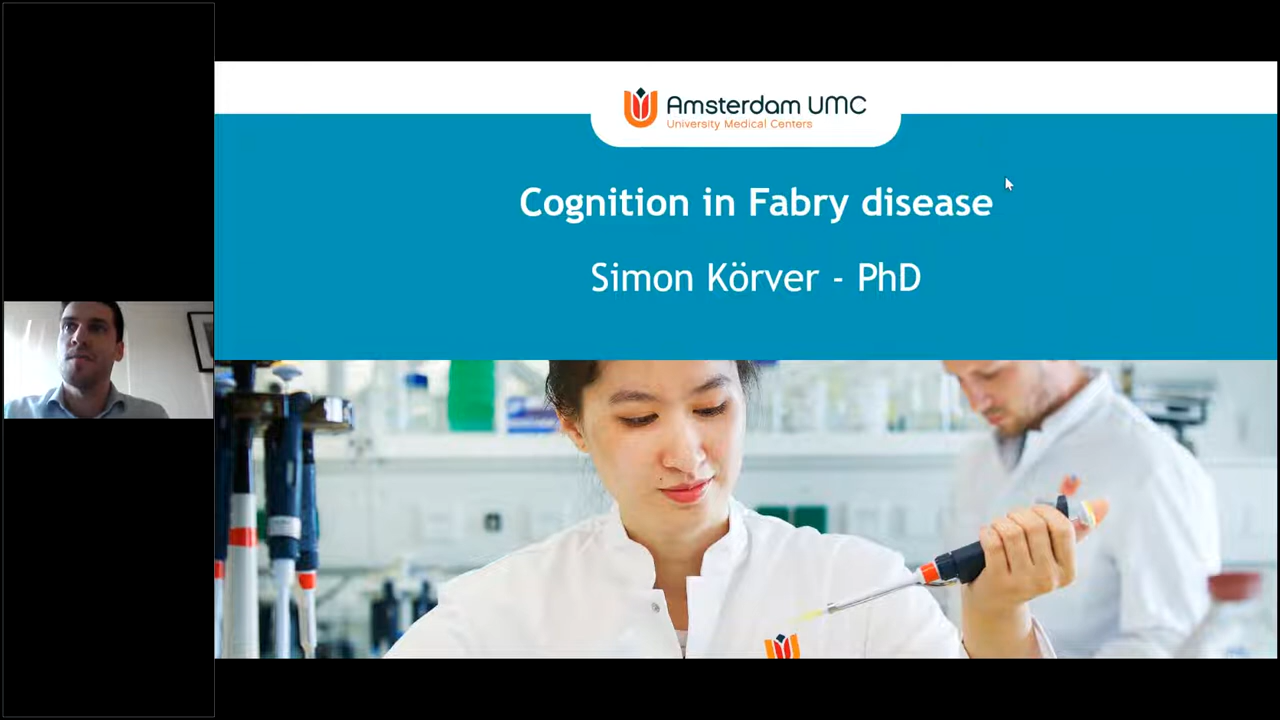 Amsterdam UMC
University Medical Centers
Cognition in Fabry disease
Simon Körver - PhD